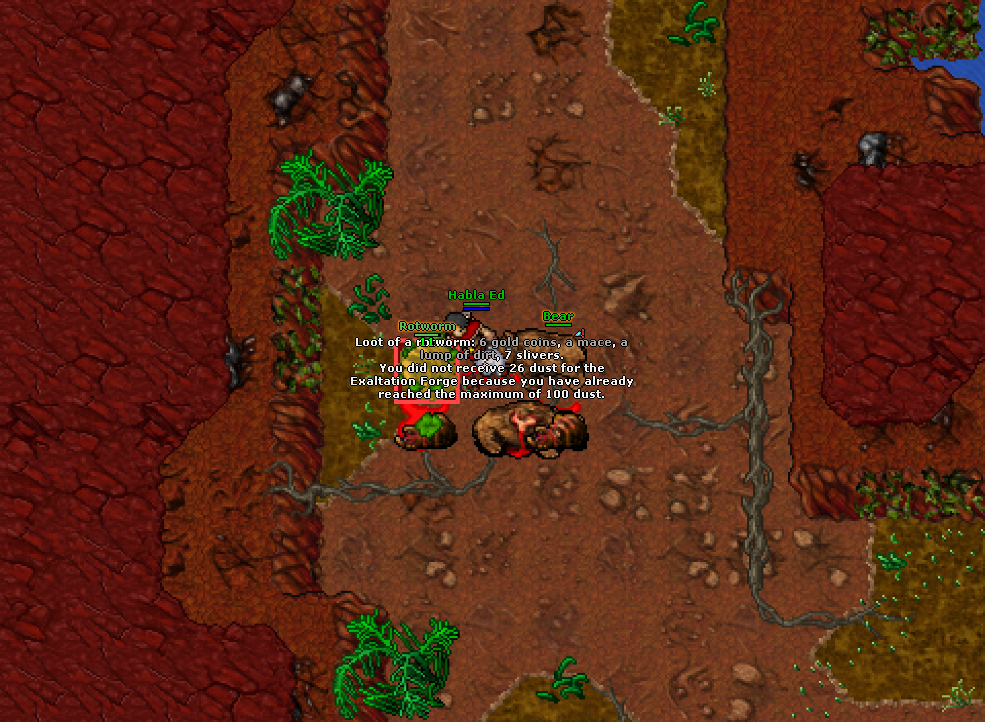 Habla Ed
Bear
Rotworm
Loot of a rotworm: 6 gold coins, a mace, a
lump of dirt, 7 slivers.
You did not receive 26 dust for the
Exaltation Forge because you have already
reached the maximum of 100 dust.